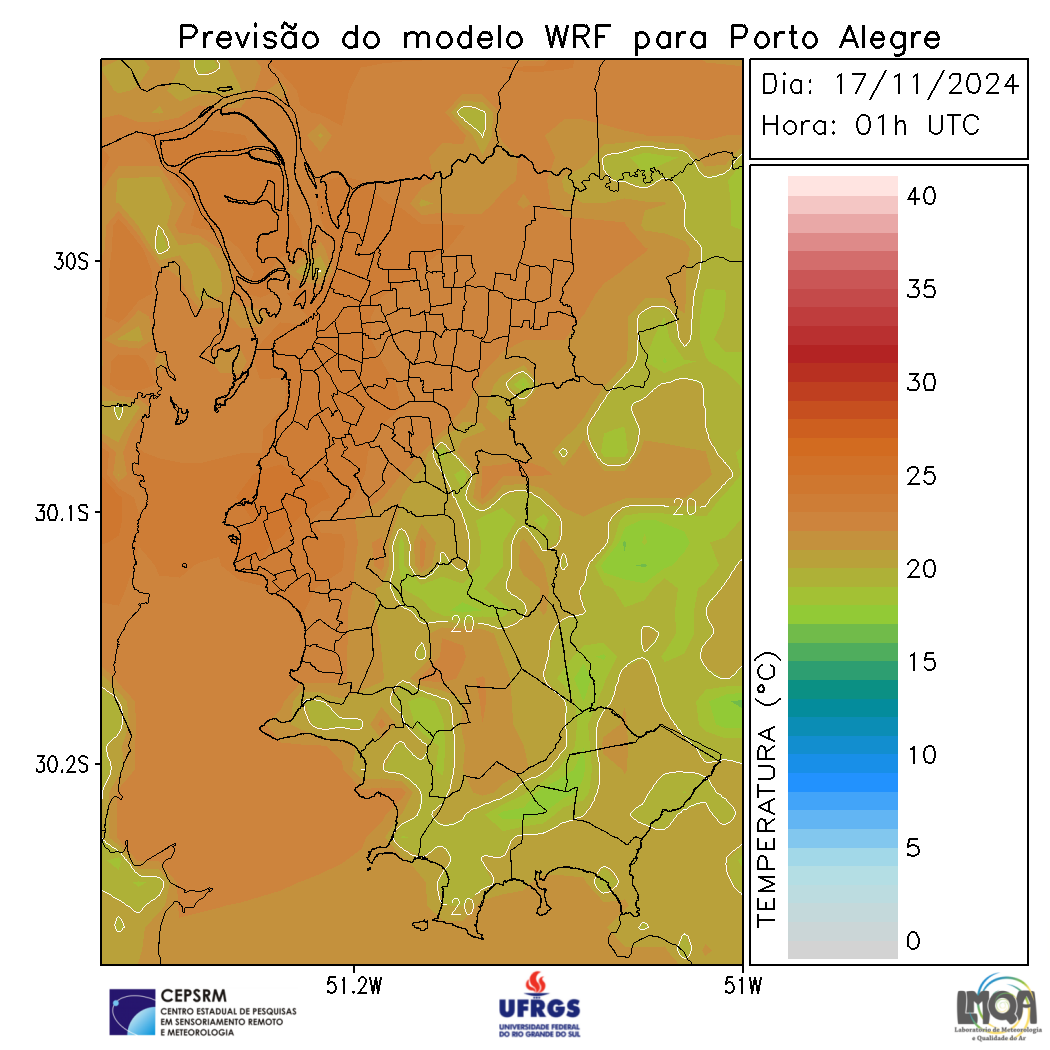 Previsão do modelo WRF para Porto Alegre
Dia: 17/11/2024
Hora: 01h UTC
40
35
30
25
20
15
10
5
0
TEMPERATURA (°C)
30S
30.1S
30.2S
51.2W
51W
20
20
20
CEPSRM
CENTRO ESTADUAL DE PESQUISAS
EM SENSORIAMENTO REMOTO
E METEOROLOGIA
UFRGS
UNIVERSIDADE FEDERAL
DO RIO GRANDE DO SUL
LMQA
Laboratório de Meteorologia
e Qualidade do Ar